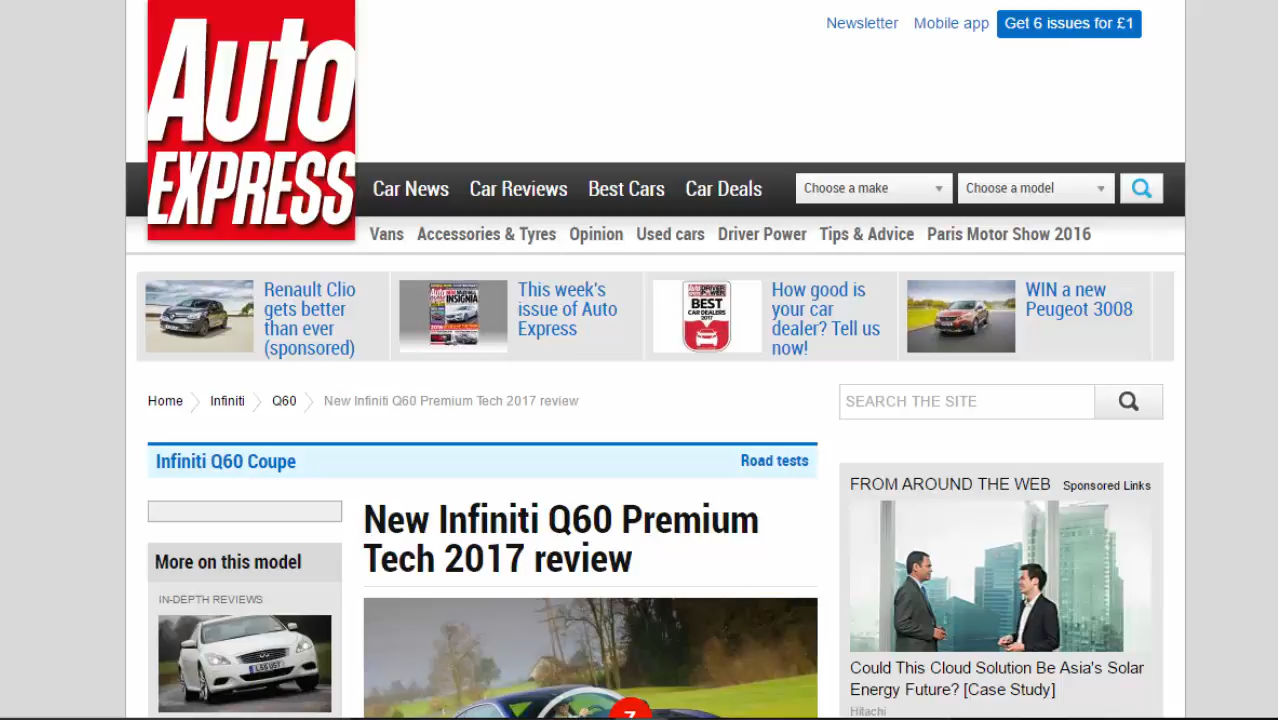 Newsletter Mobile app Get 6 issues for £1
Auto
EXPRESS
Car News Car Reviews Best Cars Car Deals Choose a make Choose a model
Vans Accessories & Tyres Opinion Used cars Driver Power Tips & Advice Paris Motor Show 2016
Renault Clio
gets better
than ever
(sponsored)
INSIGNIA
This week's
issue of Auto
Express
BEST
CAR DEALERS
2017
How good is
your car
dealer? Tell us
now!
WIN a new
Peugeot 3008
Home Infiniti Q60 New Infiniti Q60 Premium Tech 2017 review
SEARCH THE SITE
Infiniti Q60 Coupe Road tests
FROM AROUND THE WEB Sponsored Links
New Infiniti Q60 Premium
Tech 2017 review
More on this model
IN-DEPTH REVIEWS
Could This Cloud Solution Be Asia's Solar
Energy Future? [Case Study]
Hitachi